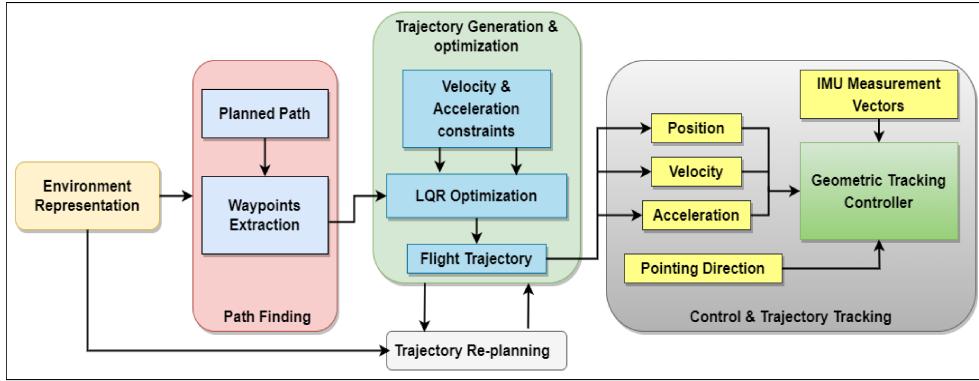 Environment
Representation
Planned Path
Waypoints
Extraction
Path Finding
Trajectory Generation &
optimization
Velocity &
Acceleration
constraints
LQR Optimization
Flight Trajectory
Trajectory Re-planning
Position
Velocity
Acceleration
Pointing Direction
IMU Measurement
Vectors
Geometric Tracking
Controller
Control & Trajectory Tracking